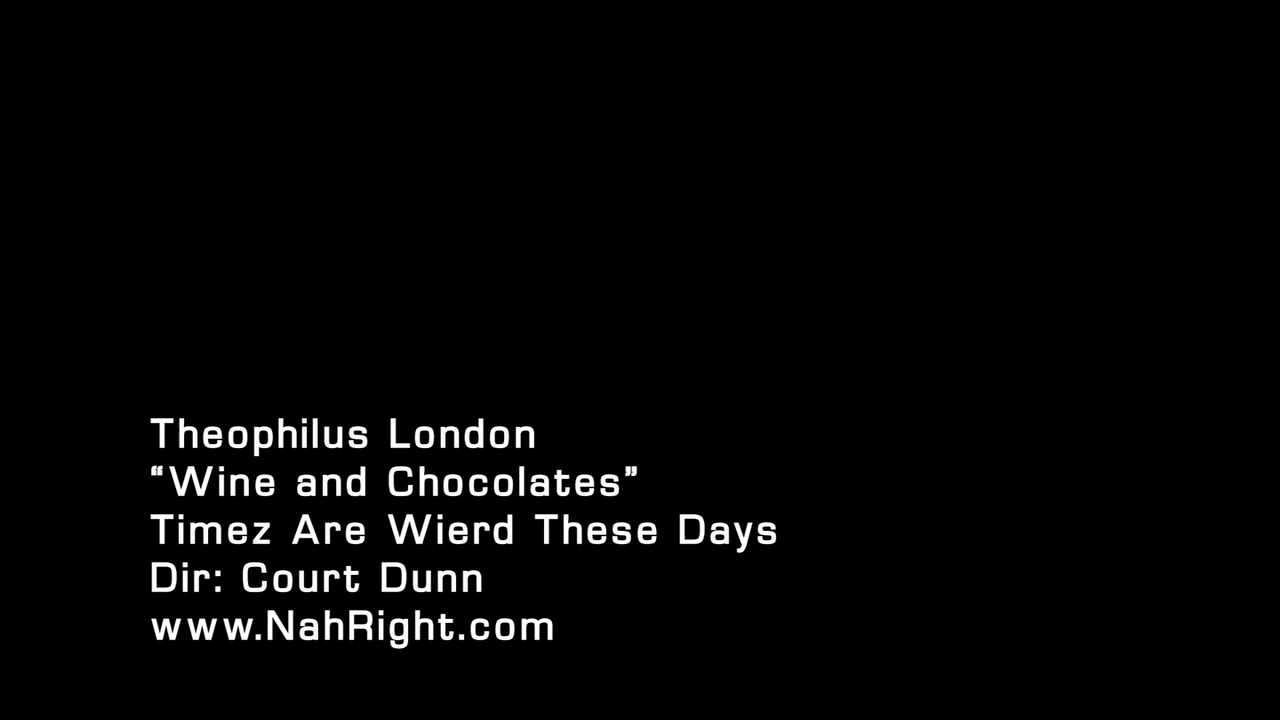 Theophilus London
“Wine and Chocolates”
Timez Are Wierd These Days
Dir: Court Dunn
www.NahRight.com